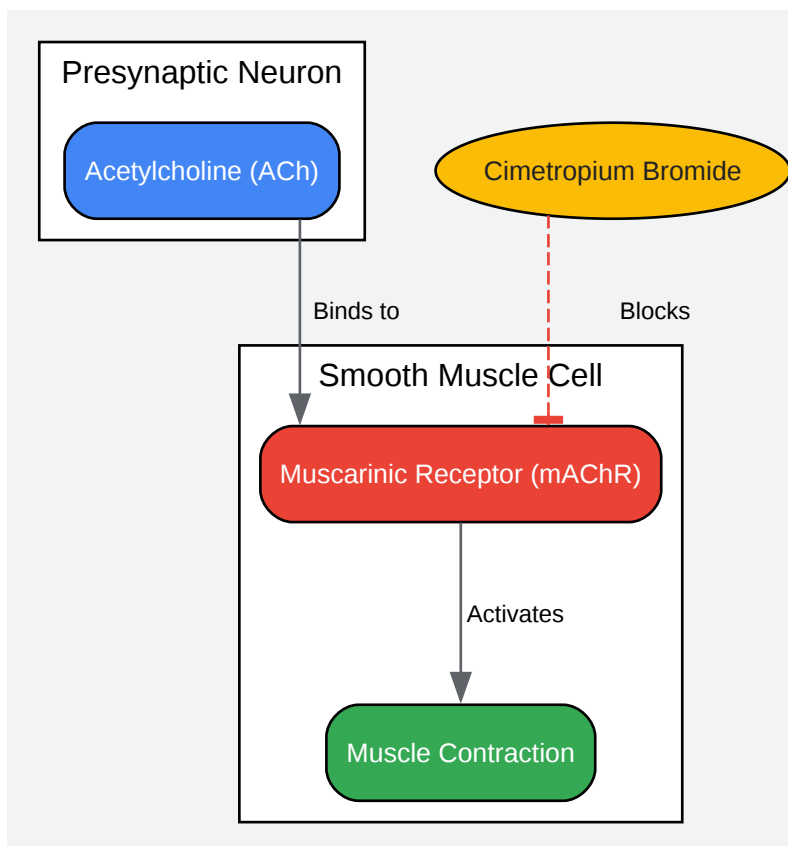 Presynaptic Neuron
Acetylcholine (ACh)
Cimetropium Bromide
Binds to
Blocks
Smooth Muscle Cell
Muscarinic Receptor (mAChR)
Activates
Muscle Contraction